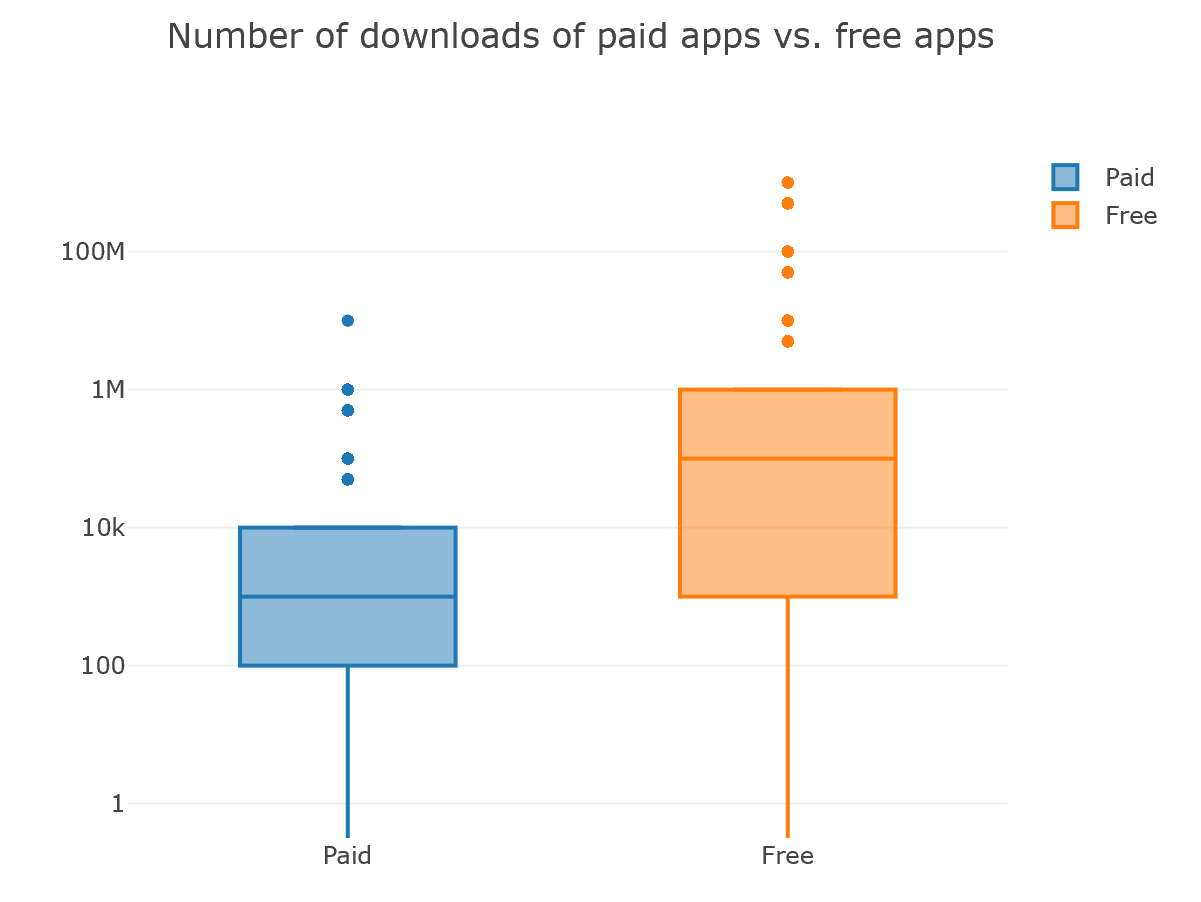 Number of downloads of paid apps vs. free apps
Paid
Free
100M
1M
10k
100
1
Paid
Free